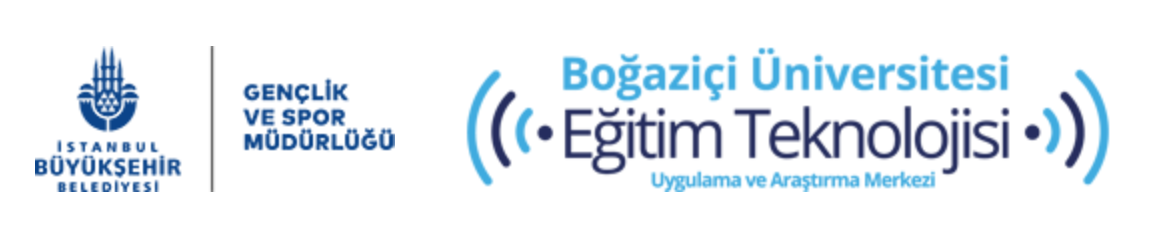 İSTANBUL
BÜYÜKŞEHİR
BELEDİYESİ
GENÇLİK
VE SPOR
MÜDÜRLÜĞÜ
Boğaziçi Üniversitesi
Eğitim Teknolojisi
Uygulama ve Araştırma Merkezi